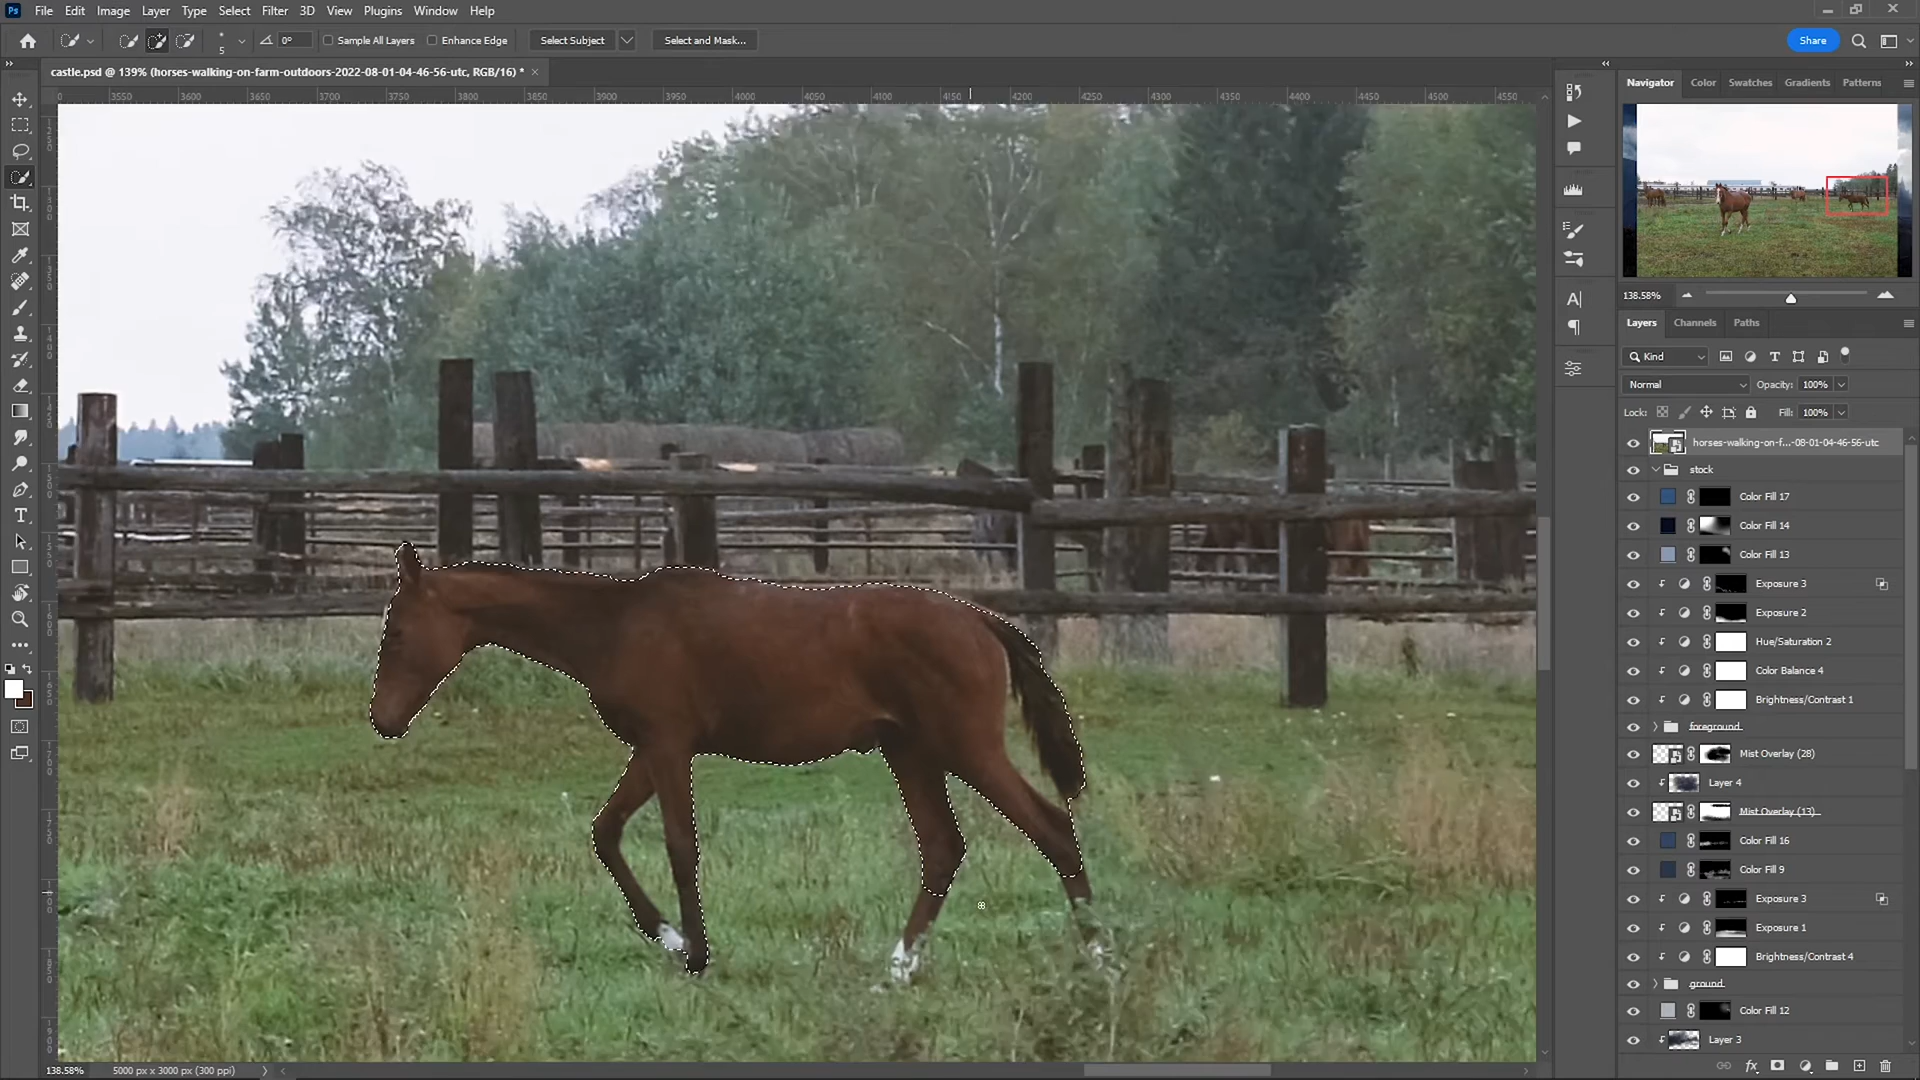 Ps File Edit Image Layer Type Select Filter 3D View Plugins Window Help
5 0° Sample All Layers Enhance Edge Select Subject Select and Mask... Share
castle.psd @ 139% (horses-walking-on-farm-outdoors-2022-08-01-04-46-56-utc, RGB/16) * ×
0 3550 3600 3650 3700 3750 3800 3850 3900 3950 4000 4050 4100 4150 4200 4250 4300 4350 4400 4450 4500 4550
Navigator Color Swatches Gradients Patterns
138.58%
Layers Channels Paths
Kind
Normal Opacity: 100%
Lock: Fill: 100%
horses-walking-on-f...-08-01-04-46-56-utc
stock
Color Fill 17
Color Fill 14
Color Fill 13
Exposure 3
Exposure 2
Hue/Saturation 2
Color Balance 4
Brightness/Contrast 1
foreground
Mist Overlay (28)
Layer 4
Mist Overlay (13)
Color Fill 16
Color Fill 9
Exposure 3
Exposure 1
Brightness/Contrast 4
ground
Color Fill 12
Layer 3
138.58% 5000 px x 3000 px (300 ppi)